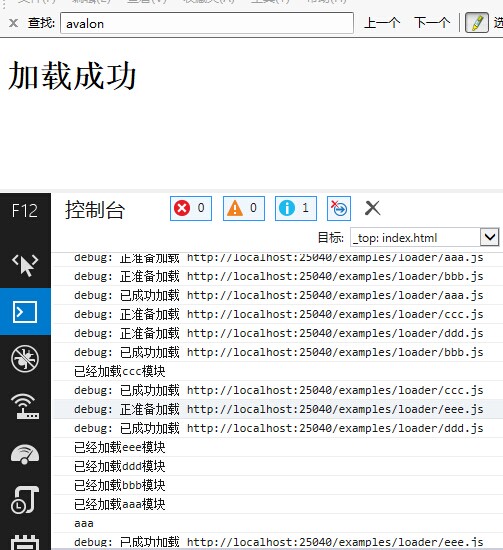 查找: avalon 上一个 下一个
加载成功
F12 控制台 0 0 1
目标: _top: index.html
debug: 正准备加载 http://localhost:25040/examples/loader/aaa.js
debug: 正准备加载 http://localhost:25040/examples/loader/bbb.js
debug: 已成功加载 http://localhost:25040/examples/loader/aaa.js
debug: 正准备加载 http://localhost:25040/examples/loader/ccc.js
debug: 正准备加载 http://localhost:25040/examples/loader/ddd.js
debug: 已成功加载 http://localhost:25040/examples/loader/bbb.js
已经加载ccc模块
debug: 已成功加载 http://localhost:25040/examples/loader/ccc.js
debug: 正准备加载 http://localhost:25040/examples/loader/eee.js
debug: 已成功加载 http://localhost:25040/examples/loader/ddd.js
已经加载eee模块
已经加载ddd模块
已经加载bbb模块
已经加载aaa模块
aaa
debug: 已成功加载 http://localhost:25040/examples/loader/eee.js